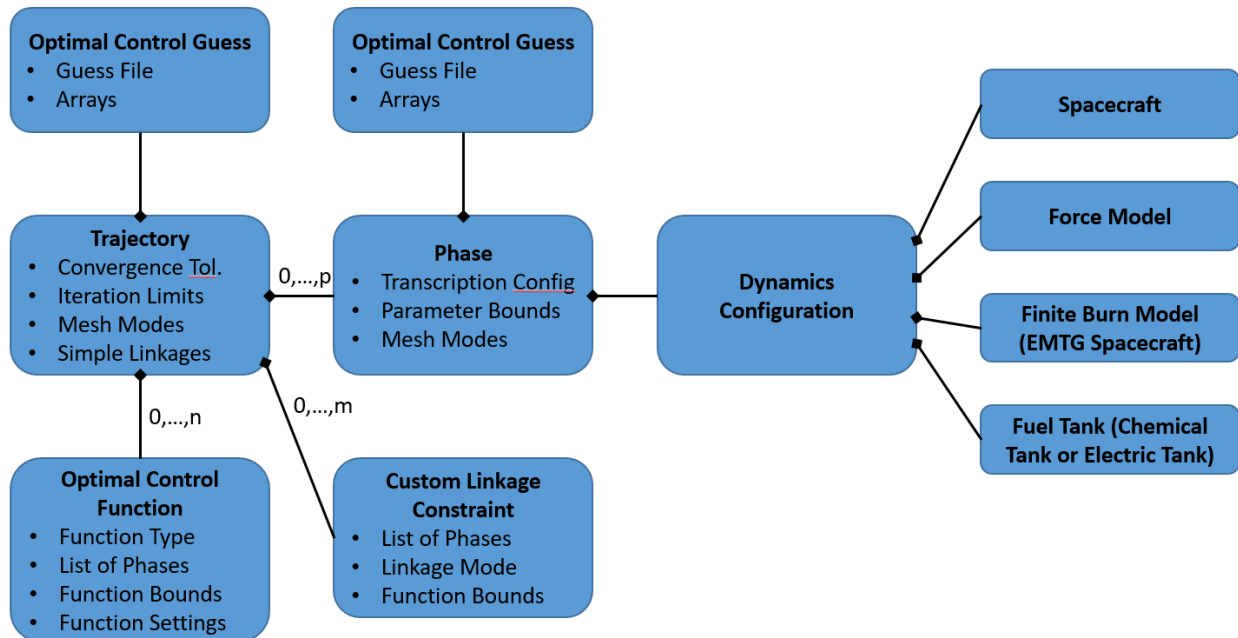 Optimal Control Guess
• Guess File
• Arrays
Optimal Control Guess
• Guess File
• Arrays
Spacecraft
Force Model
Trajectory
• Convergence Tol.
• Iteration Limits
• Mesh Modes
• Simple Linkages
0,...,p
Phase
• Transcription Config
• Parameter Bounds
• Mesh Modes
Dynamics
Configuration
Finite Burn Model
(EMTG Spacecraft)
Fuel Tank (Chemical
Tank or Electric Tank)
0,...,n
0,...,m
Optimal Control
Function
• Function Type
• List of Phases
• Function Bounds
• Function Settings
Custom Linkage
Constraint
• List of Phases
• Linkage Mode
• Function Bounds